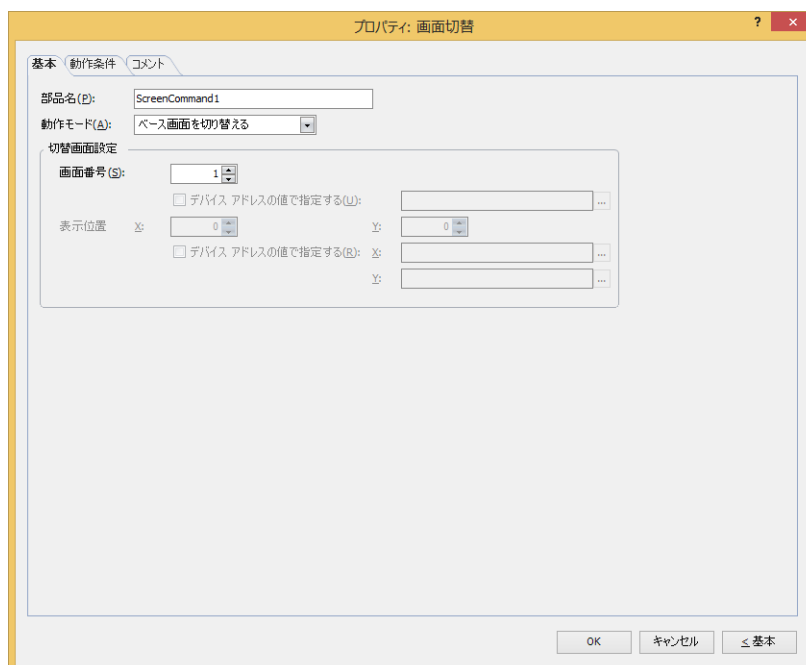 プロパティ: 画面切替
?
×
基本 動作条件 コメント
部品名(P): ScreenCommand1
動作モード(A): ベース画面を切り替える
切替画面設定
画面番号(S): 1
デバイス アドレスの値で指定する(U): ...
表示位置 X: 0 Y: 0
デバイス アドレスの値で指定する(R): X: ...
Y: ...
OK キャンセル < 基本